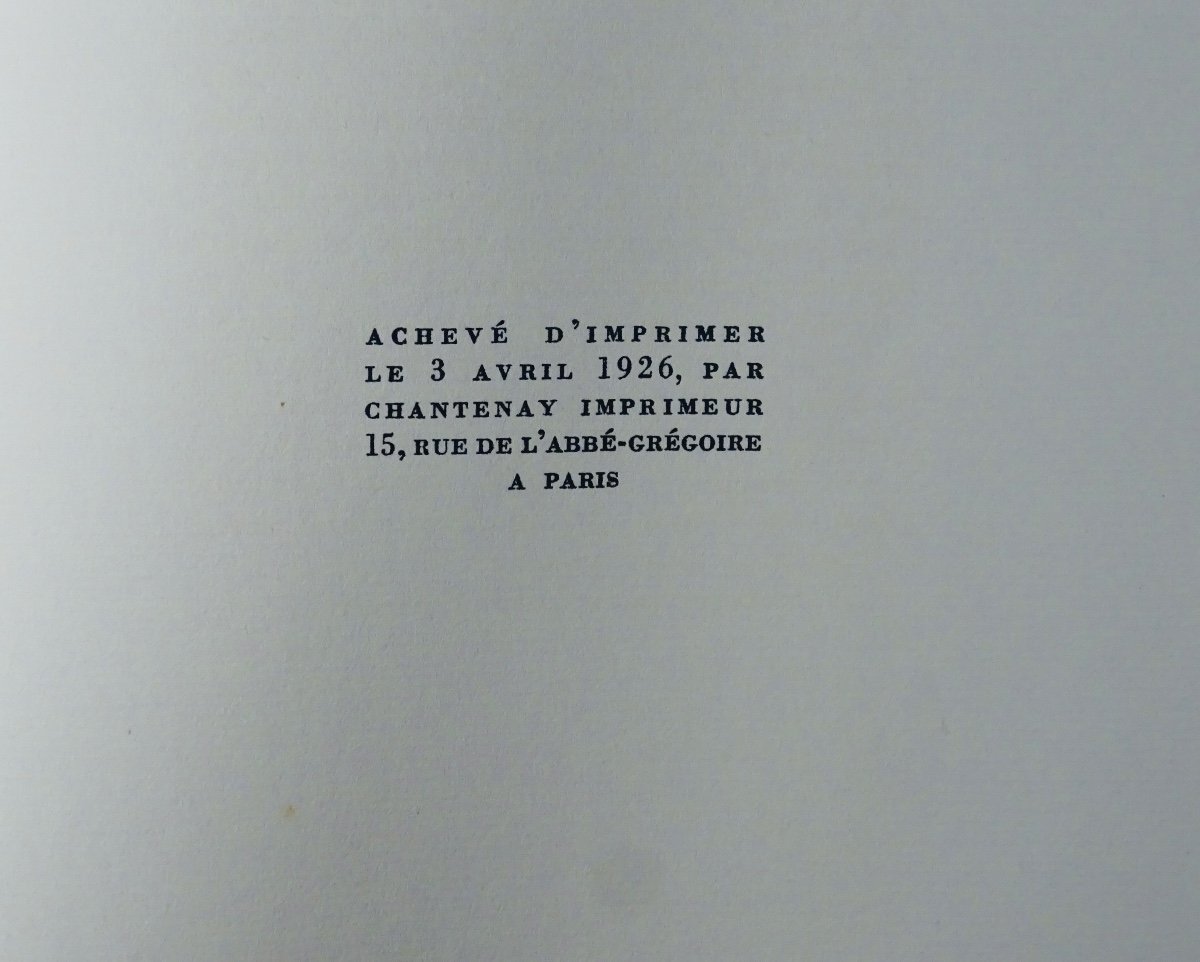 ACHEVÉ D'IMPRIMER
LE 3 AVRIL 1926, PAR
CHANTENAY IMPRIMEUR
15, RUE DE L'ABBÉ-GRÉGOIRE
A PARIS